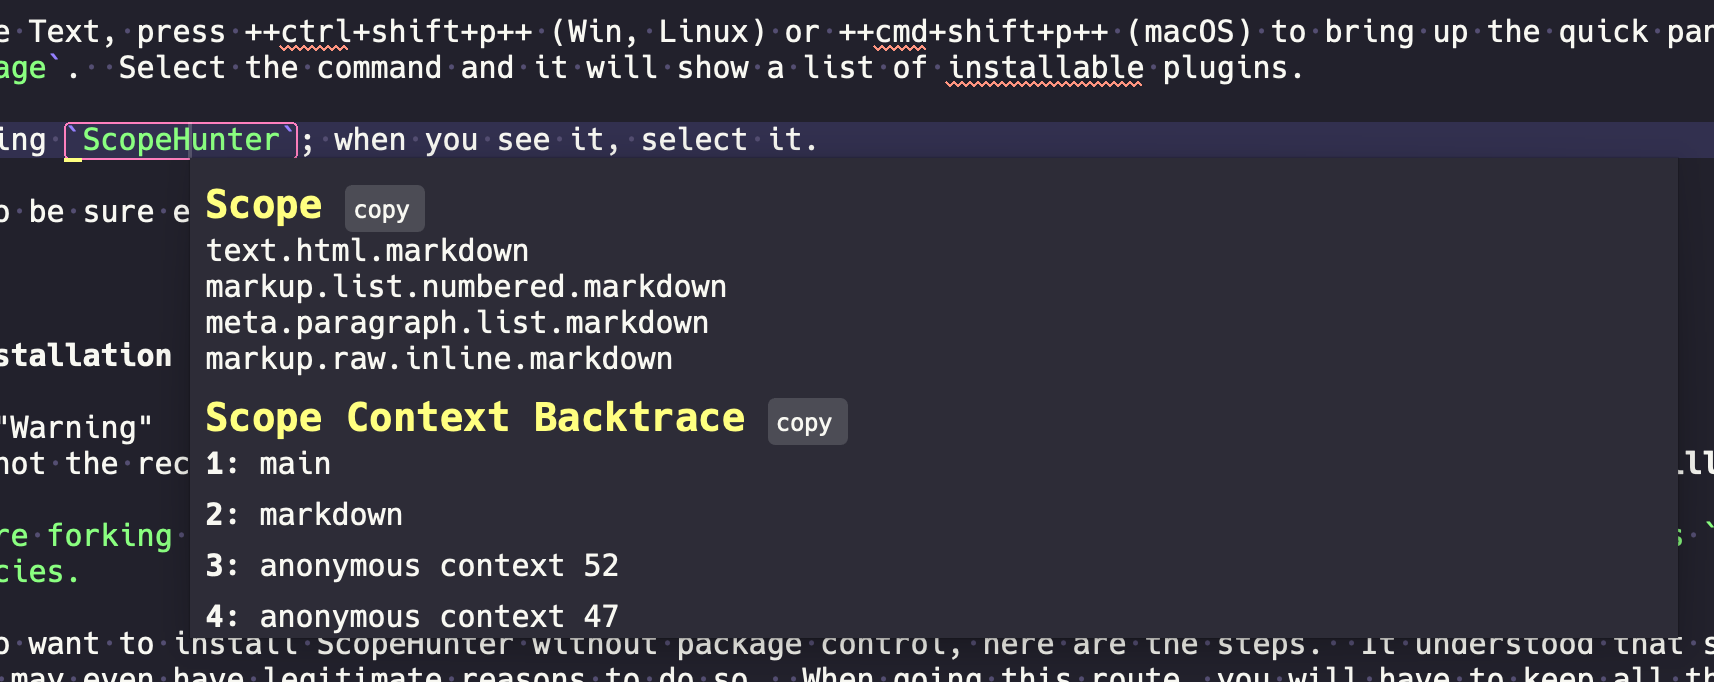 e Text, press ++ctrl+shift+p++ (Win, Linux) or ++cmd+shift+p++ (macOS) to bring up the quick pan
age`.  Select the command and it will show a list of installable plugins.
ing `ScopeHunter`; when you see it, select it.
Scope copy
o be sure e
text.html.markdown
markup.list.numbered.markdown
meta.paragraph.list.markdown
markup.raw.inline.markdown
stallation
Scope Context Backtrace copy
"Warning"
1: main
not the rec
2: markdown
re forking
3: anonymous context 52
cies.
4: anonymous context 47
o want to install ScopeHunter without package control, here are the steps.  It understood that s
may even have legitimate reasons to do so.  When going this route, you will have to keep all th